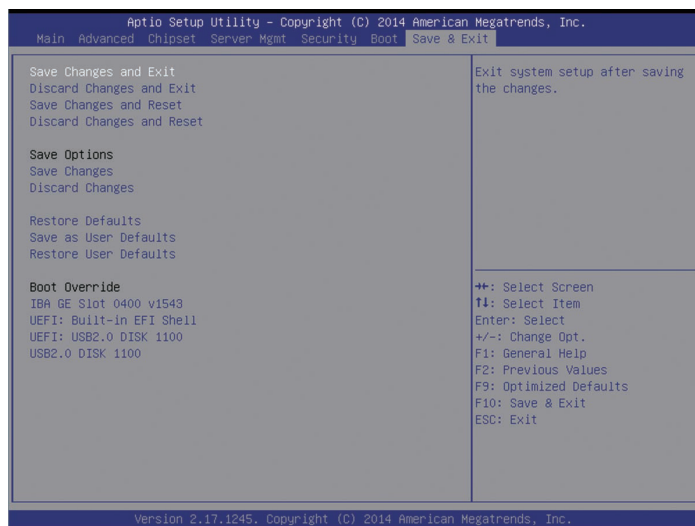 Aptio Setup Utility – Copyright (C) 2014 American Megatrends, Inc.
Main Advanced Chipset Server Mgmt Security Boot Save & Exit
Save Changes and Exit
Discard Changes and Exit
Save Changes and Reset
Discard Changes and Reset
Save Options
Save Changes
Discard Changes
Restore Defaults
Save as User Defaults
Restore User Defaults
Boot Override
IBA GE Slot 0400 v1543
UEFI: Built-in EFI Shell
UEFI: USB2.0 DISK 1100
USB2.0 DISK 1100
Exit system setup after saving
the changes.
→←: Select Screen
↑↓: Select Item
Enter: Select
+/-: Change Opt.
F1: General Help
F2: Previous Values
F9: Optimized Defaults
F10: Save & Exit
ESC: Exit
Version 2.17.1245. Copyright (C) 2014 American Megatrends, Inc.